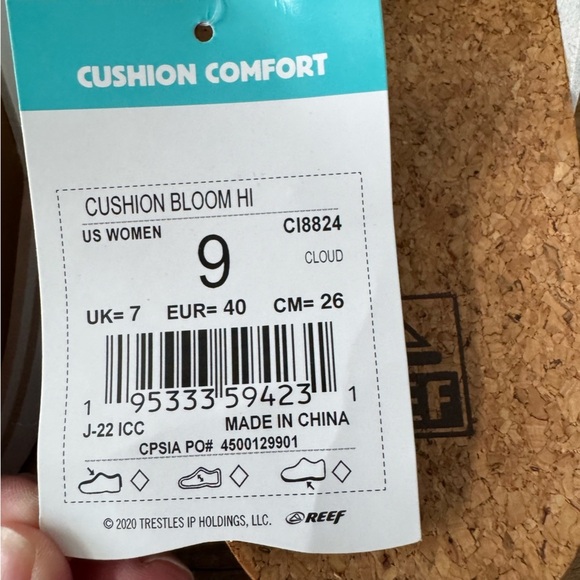 CUSHION COMFORT
CUSHION BLOOM HI
US WOMEN 9 CI8824
CLOUD
UK= 7 EUR= 40 CM= 26
1 95333 59423 1
J-22 ICC MADE IN CHINA
CPSIA PO# 4500129901
© 2020 TRESTLES IP HOLDINGS, LLC. REEF
EF